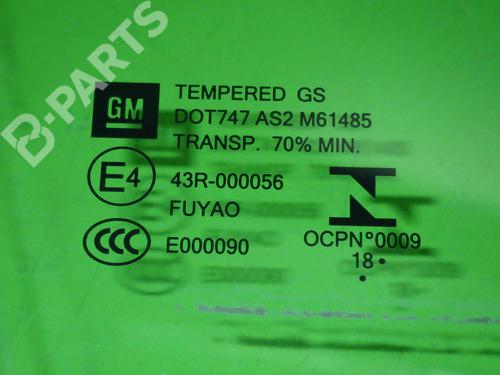 B-PARTS
GM
TEMPERED GS
DOT747 AS2 M61485
TRANSP. 70% MIN.
E4
43R-000056
FUYAO
CCC
E000090
OCPN°0009
18•